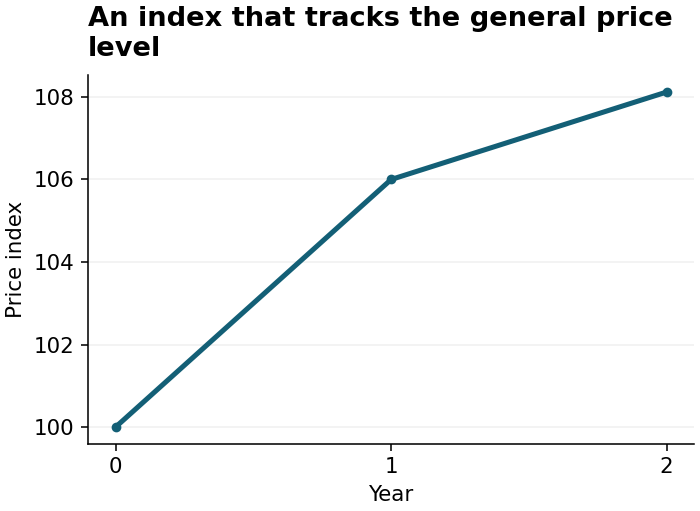 An index that tracks the general price
level
108
106
104
102
100
Price index
0 1 2
Year